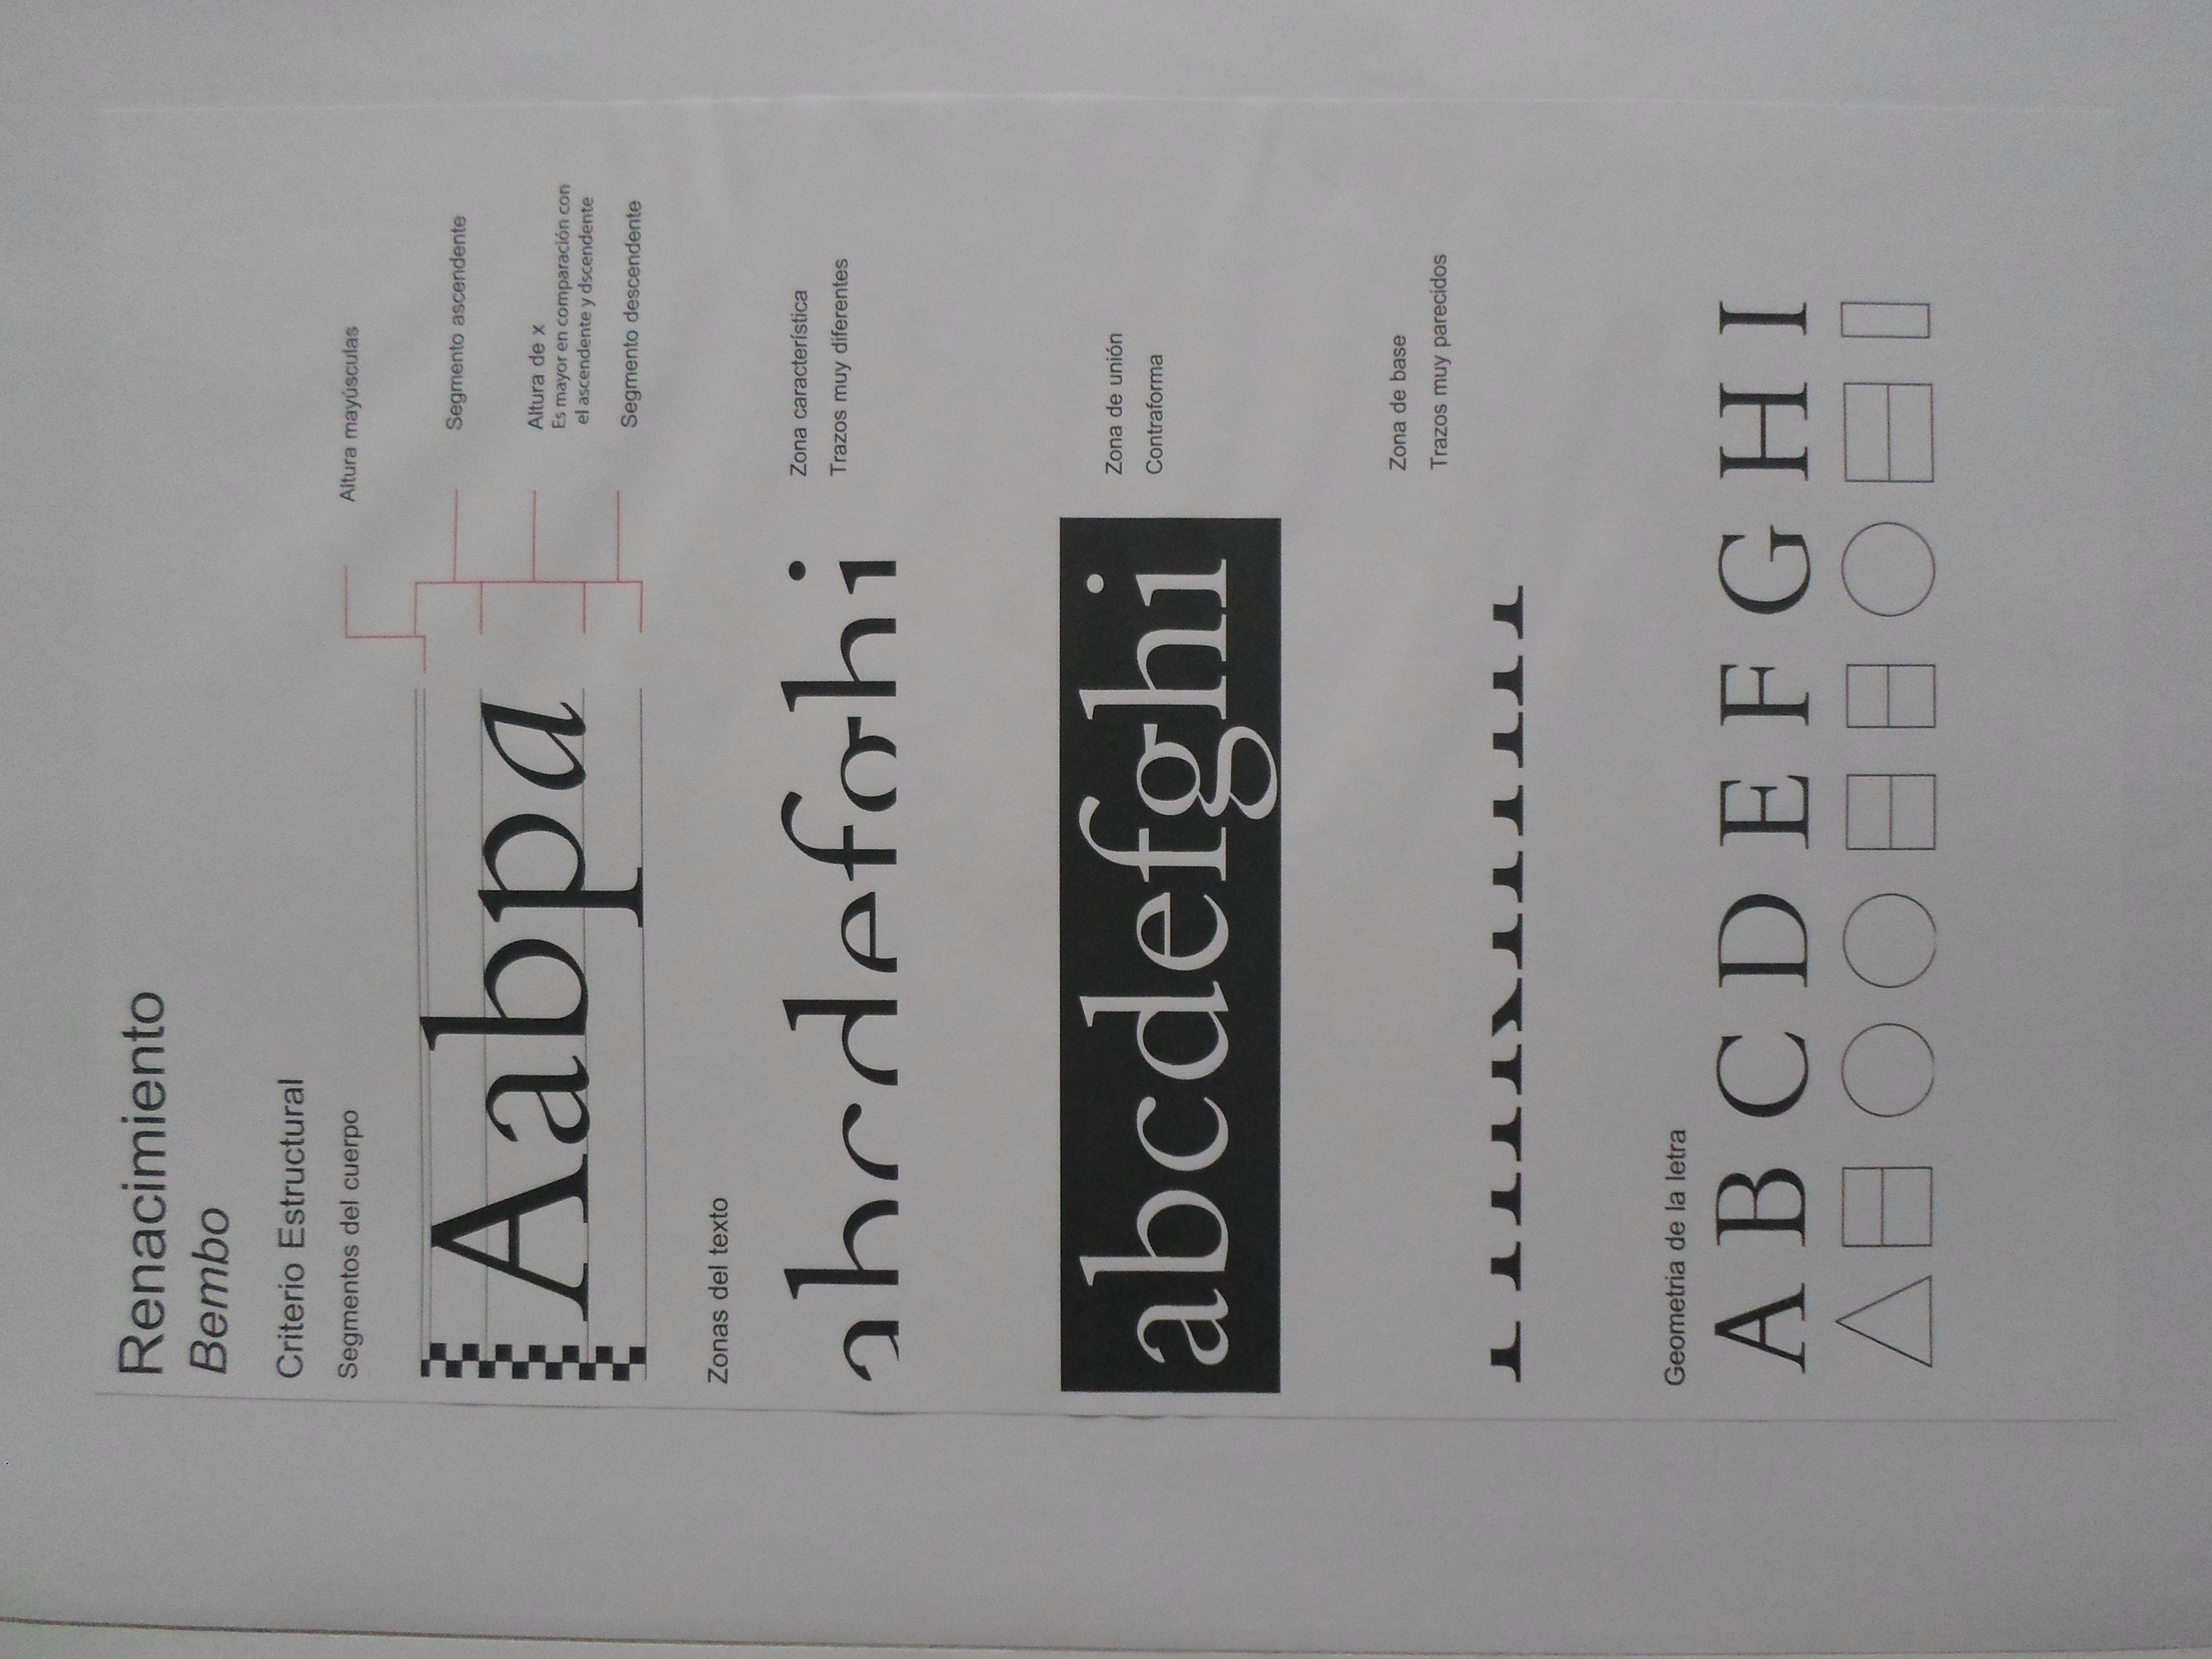 Renacimiento
Bembo
Criterio Estructural
Segmentos del cuerpo
Altura mayúsculas
Aabpa
Segmento ascendente
Altura de x
Es mayor en comparación con
el ascendente y dscendente
Segmento descendente
Zonas del texto
abcdefghi
Zona característica
Trazos muy diferentes
abcdefghi
Zona de unión
Contraforma
Zona de base
Trazos muy parecidos
Geometria de la letra
A B C D E F G H I